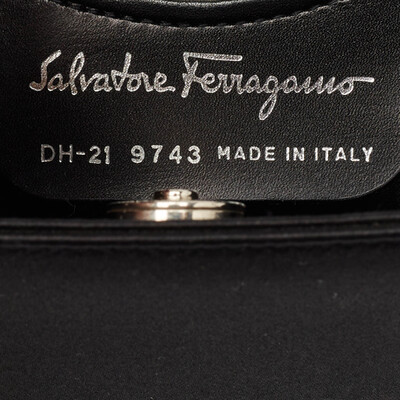 Salvatore Ferragamo
DH-21 9743 MADE IN ITALY